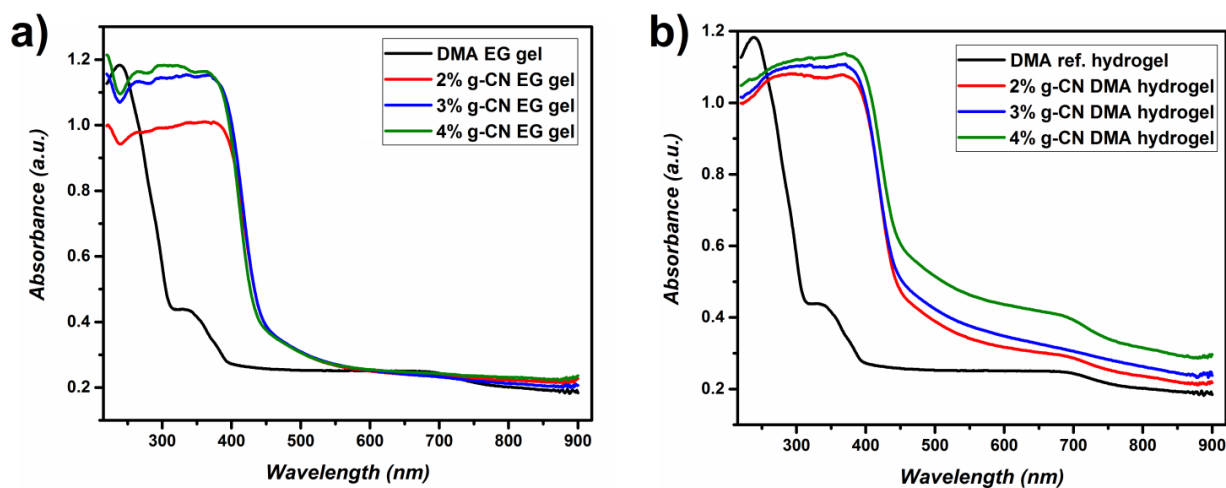 a)
DMA EG gel
2% g-CN EG gel
3% g-CN EG gel
4% g-CN EG gel
1.2
1.0
0.8
0.6
0.4
0.2
Absorbance (a.u.)
300 400 500 600 700 800 900
Wavelength (nm)
b)
DMA ref. hydrogel
2% g-CN DMA hydrogel
3% g-CN DMA hydrogel
4% g-CN DMA hydrogel
1.2
1.0
0.8
0.6
0.4
0.2
Absorbance (a.u.)
300 400 500 600 700 800 900
Wavelength (nm)